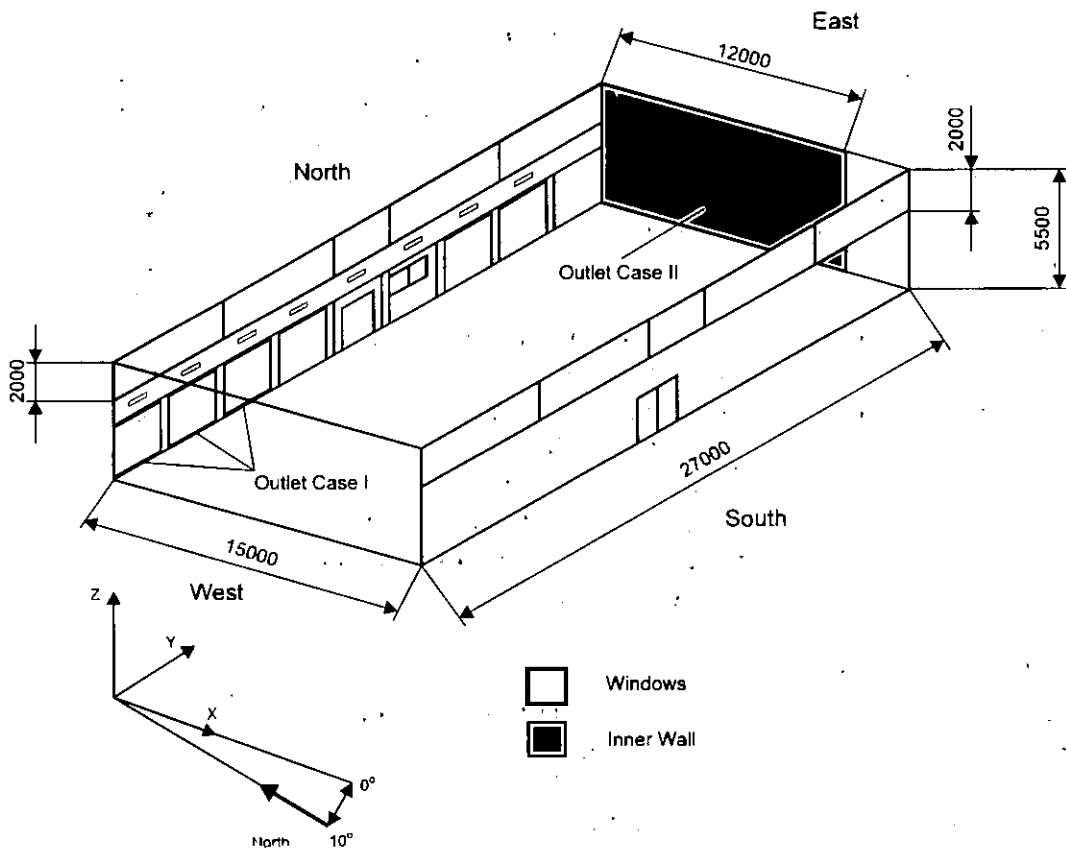 East
12000
2000
North
5500
Outlet Case II
2000
Outlet Case I
27000
South
15000
West
Z
Y
X
Windows
Inner Wall
0°
North
10°